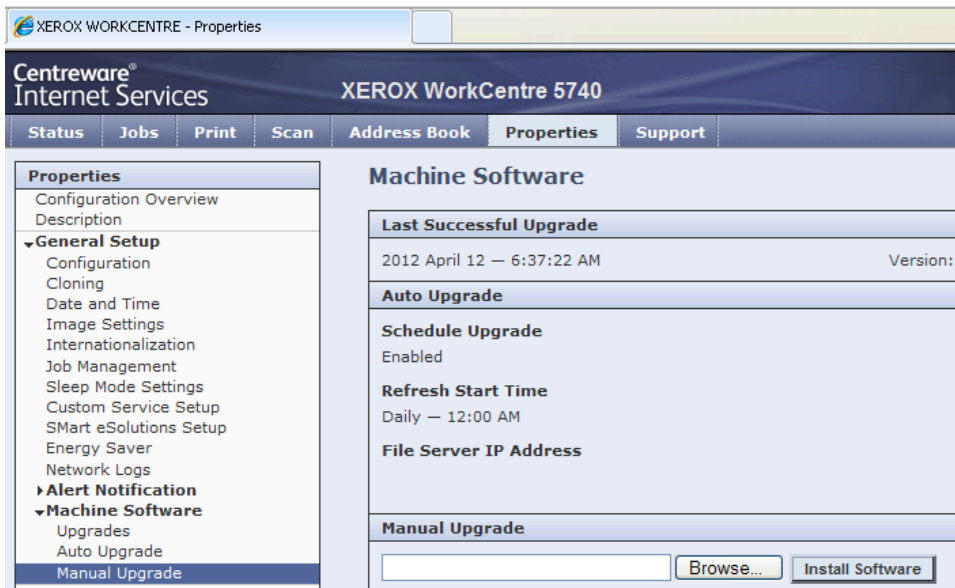 XEROX WORKCENTRE - Properties
Centreware®
Internet Services
XEROX WorkCentre 5740
Status Jobs Print Scan Address Book Properties Support
Properties
Configuration Overview
Description
General Setup
Configuration
Cloning
Date and Time
Image Settings
Internationalization
Job Management
Sleep Mode Settings
Custom Service Setup
SMart eSolutions Setup
Energy Saver
Network Logs
Alert Notification
Machine Software
Upgrades
Auto Upgrade
Manual Upgrade
Machine Software
Last Successful Upgrade
2012 April 12 — 6:37:22 AM Version:
Auto Upgrade
Schedule Upgrade
Enabled
Refresh Start Time
Daily — 12:00 AM
File Server IP Address
Manual Upgrade
Browse... Install Software